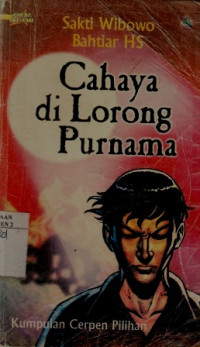 Sakti Wibowo
Bahtiar HS
Cahaya
di Lorong
Purnama
Kumpulan Cerpen Pilihan